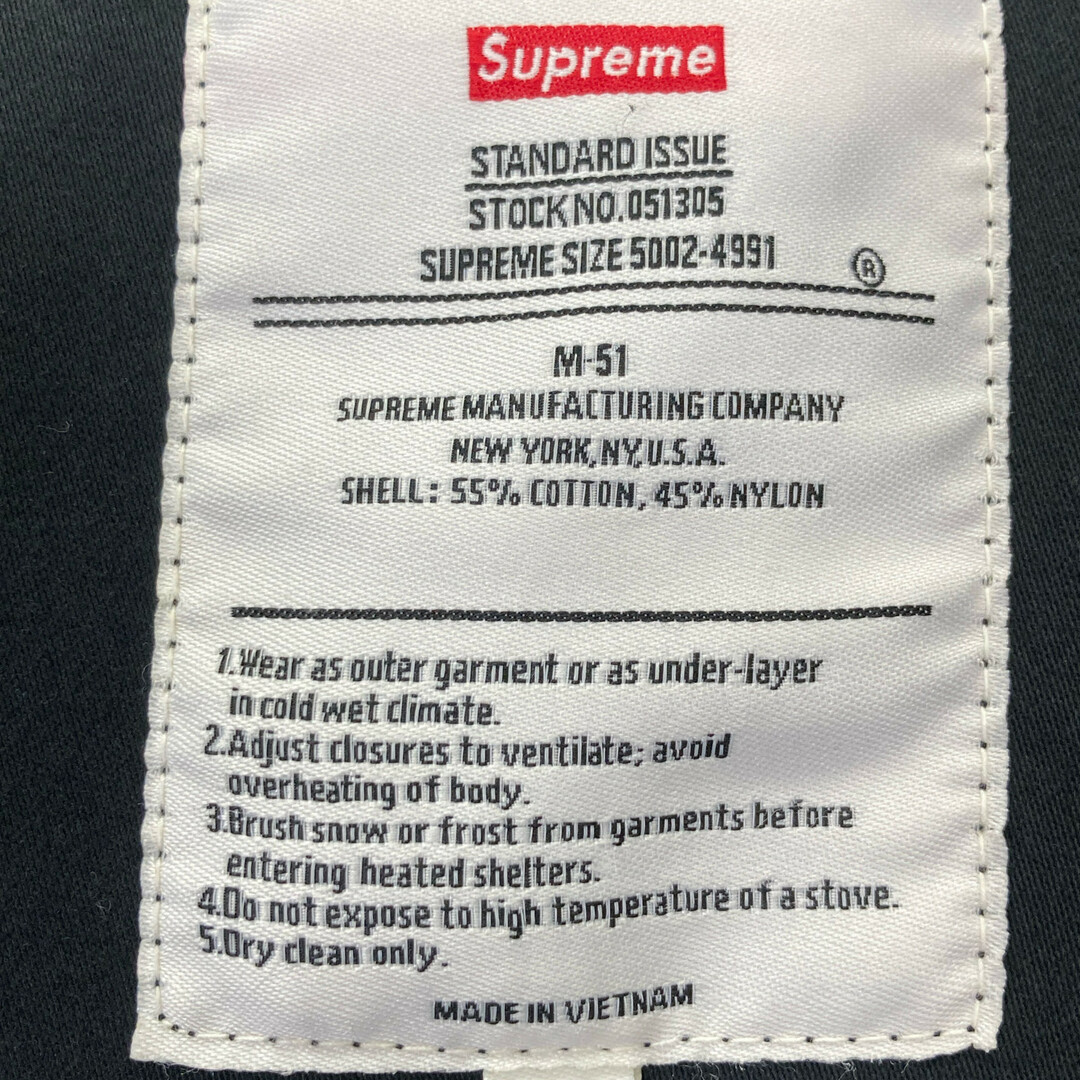 Supreme
STANDARD ISSUE
STOCK NO.051305
SUPREME SIZE 5002-4991
®
M-51
SUPREME MANUFACTURING COMPANY
NEW YORK,NY,U.S.A.
SHELL: 55% COTTON, 45% NYLON
1.Wear as outer garment or as under-layer
in cold wet climate.
2.Adjust closures to ventilate; avoid
overheating of body.
3.Brush snow or frost from garments before
entering heated shelters.
4.Do not expose to high temperature of a stove.
5.Dry clean only.
MADE IN VIETNAM